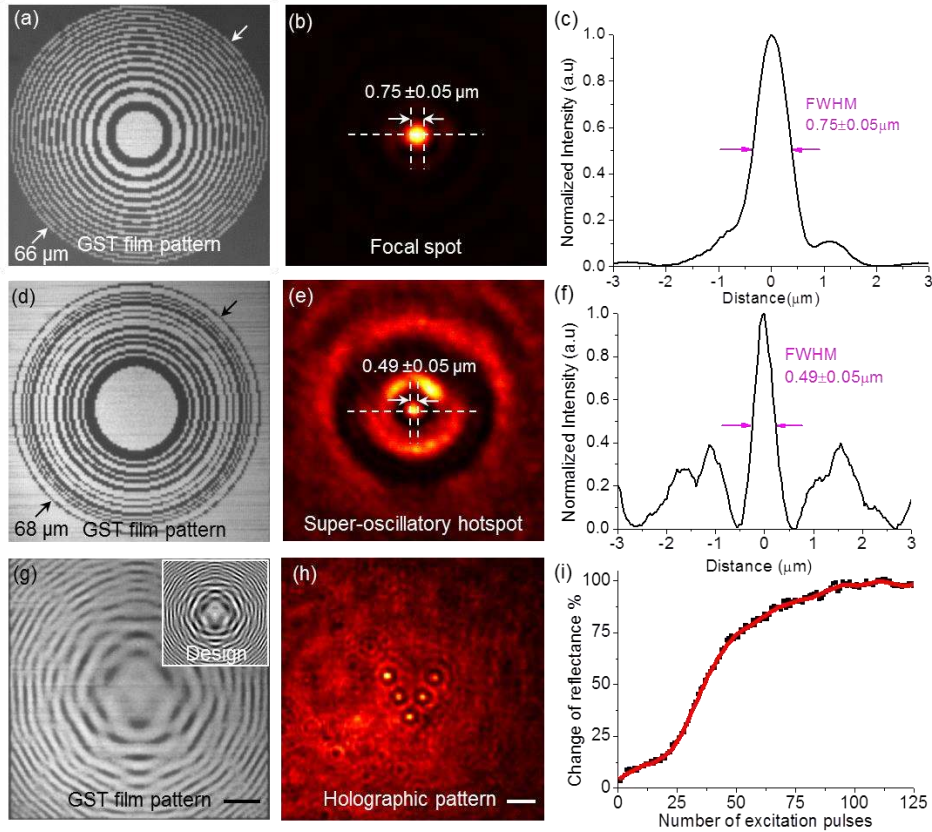 (a)
66 µm
GST film pattern
(b)
0.75 ±0.05 µm
Focal spot
(c)
Normalized Intensity (a.u)
1.0
0.8
0.6
0.4
0.2
0.0
FWHM
0.75±0.05µm
-3 -2 -1 0 1 2 3
Distance(µm)
(d)
68 µm
GST film pattern
(e)
0.49 ±0.05 µm
Super-oscillatory hotspot
(f)
Normalized Intensity (a.u)
1.0
0.8
0.6
0.4
0.2
0.0
FWHM
0.49±0.05µm
-3 -2 -1 0 1 2 3
Distance (µm)
(g)
Design
GST film pattern
(h)
Holographic pattern
(i)
Change of reflectance %
100
75
50
25
0
0 25 50 75 100 125
Number of excitation pulses